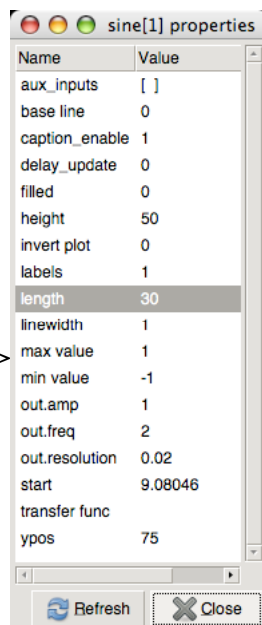 sine[1] properties
Name Value
aux_inputs [ ]
base line 0
caption_enable 1
delay_update 0
filled 0
height 50
invert plot 0
labels 1
length 30
linewidth 1
> max value 1
min value -1
out.amp 1
out.freq 2
out.resolution 0.02
start 9.08046
transfer func
ypos 75
Refresh Close